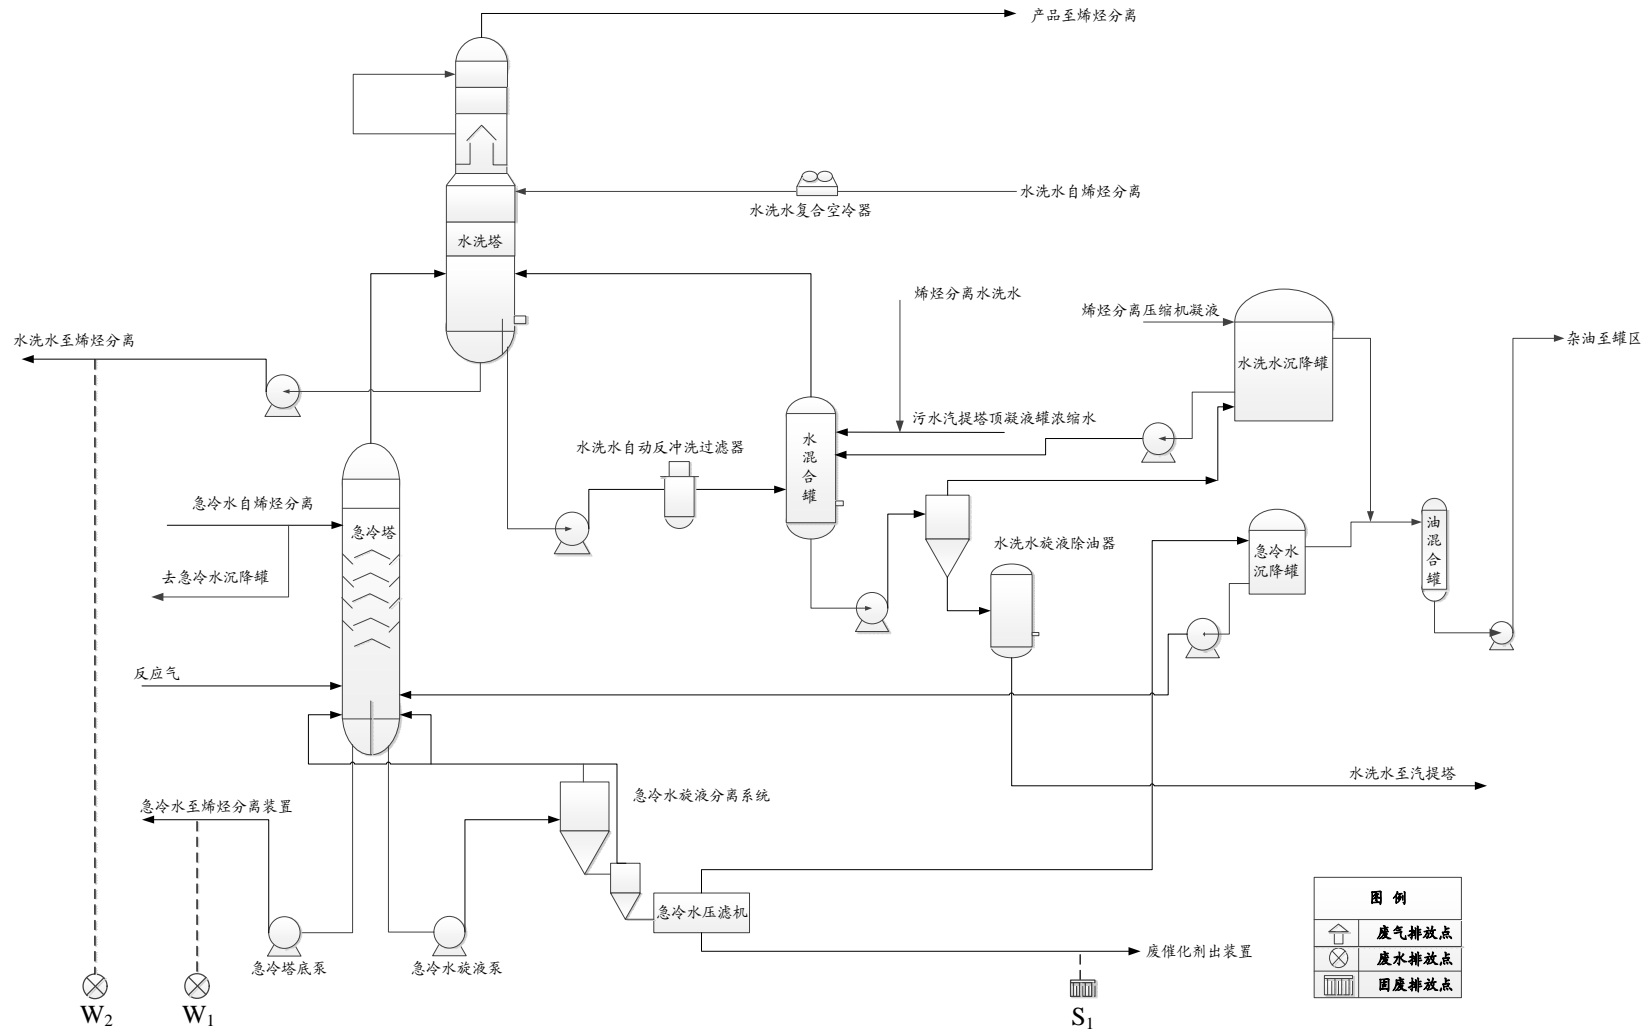 产品至烯烃分离
水洗水自烯烃分离
水洗水复合空冷器
水洗塔
烯烃分离水洗水
烯烃分离压缩机凝液
水洗水至烯烃分离
杂油至罐区
水洗水沉降罐
污水汽提塔顶凝液罐浓缩水
水洗水自动反冲洗过滤器
水混合罐
急冷水自烯烃分离
急冷塔
水洗水旋液除油器
急冷水
沉降罐
油混合罐
去急冷水沉降罐
反应气
水洗水至汽提塔
急冷水旋液分离系统
急冷水至烯烃分离装置
急冷水压滤机
急冷塔底泵
急冷水旋液泵
废催化剂出装置
图 例
废气排放点
废水排放点
固废排放点
W₂
W₁
S₁